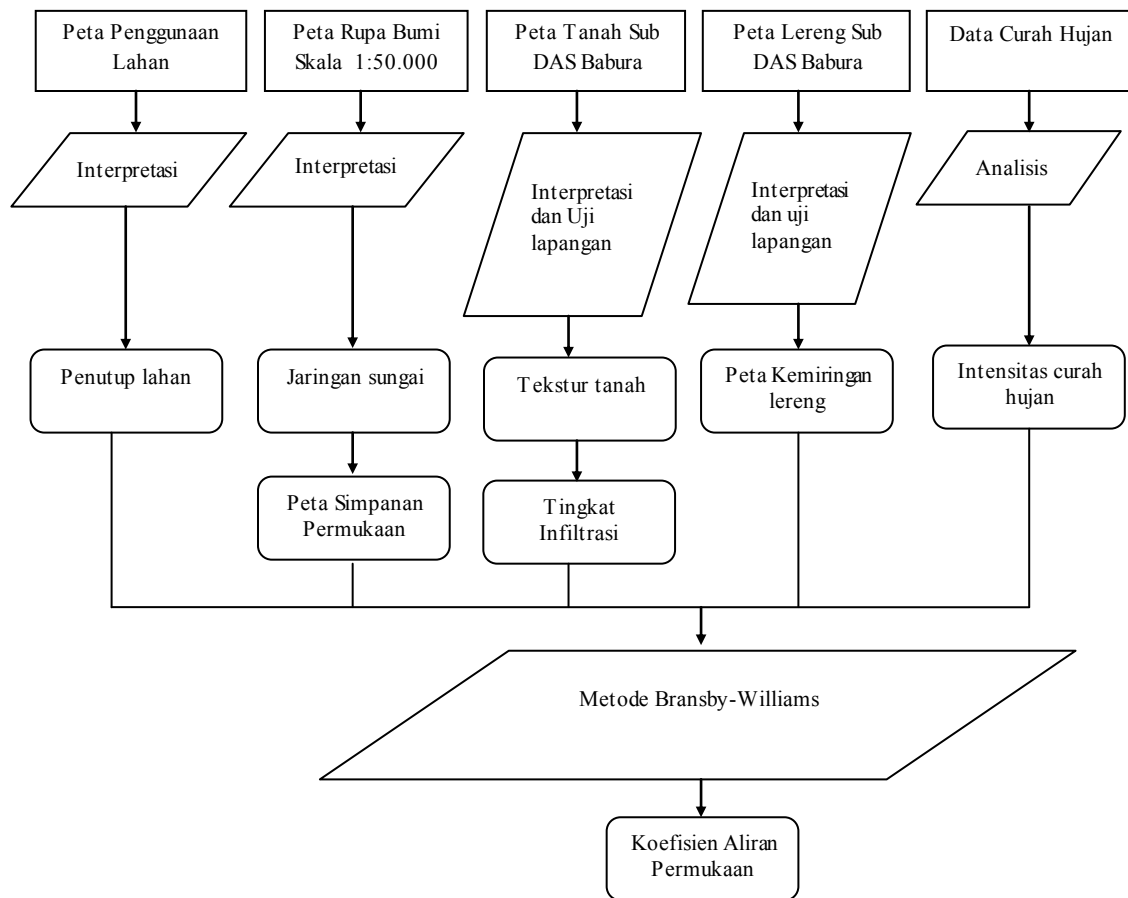 Peta Penggunaan
Lahan
Peta Rupa Bumi
Skala 1:50.000
Peta Tanah Sub
DAS Babura
Peta Lereng Sub
DAS Babura
Data Curah Hujan
Interpretasi
Interpretasi
Interpretasi
dan Uji
lapangan
Interpretasi
dan uji
lapangan
Analisis
Penutup lahan
Jaringan sungai
Tekstur tanah
Peta Kemiringan
lereng
Intensitas curah
hujan
Peta Simpanan
Permukaan
Tingkat
Infiltrasi
Metode Bransby-Williams
Koefisien Aliran
Permukaan